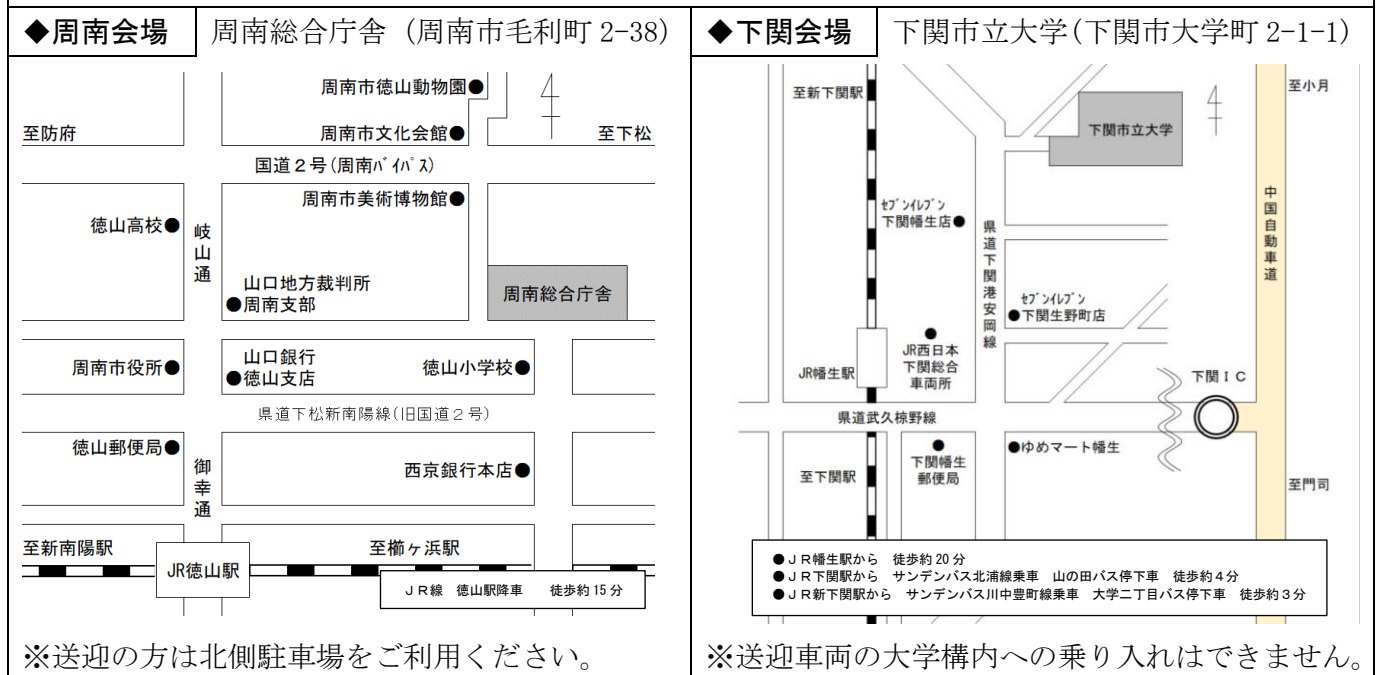 ◆周南会場
周南総合庁舎（周南市毛利町 2-38）
周南市徳山動物園●
至防府
周南市文化会館●
至下松
国道２号(周南ﾊﾞｲﾊﾟｽ)
周南市美術博物館●
徳山高校●
岐山通
山口地方裁判所
●周南支部
周南総合庁舎
周南市役所●
山口銀行
●徳山支店
徳山小学校●
県道下松新南陽線(旧国道２号)
徳山郵便局●
御幸通
西京銀行本店●
至新南陽駅
至櫛ヶ浜駅
JR徳山駅
ＪＲ線　徳山駅降車　　徒歩約 15 分
※送迎の方は北側駐車場をご利用ください。
◆下関会場
下関市立大学(下関市大学町 2-1-1)
至新下関駅
至小月
下関市立大学
中国自動車道
ｾﾌﾞﾝｲﾚﾌﾞﾝ
下関幡生店●
県道下関港安岡線
ｾﾌﾞﾝｲﾚﾌﾞﾝ
●下関生野町店
●
JR西日本
下関総合
車両所
JR幡生駅
下関ＩＣ
県道武久椋野線
●
下関幡生
郵便局
●ゆめマート幡生
至下関駅
至門司
●ＪＲ幡生駅から　徒歩約 20 分
●ＪＲ下関駅から　サンデンバス北浦線乗車　山の田バス停下車　徒歩約４分
●ＪＲ新下関駅から　サンデンバス川中豊町線乗車　大学二丁目バス停下車　徒歩約３分
※送迎車両の大学構内への乗り入れはできません。